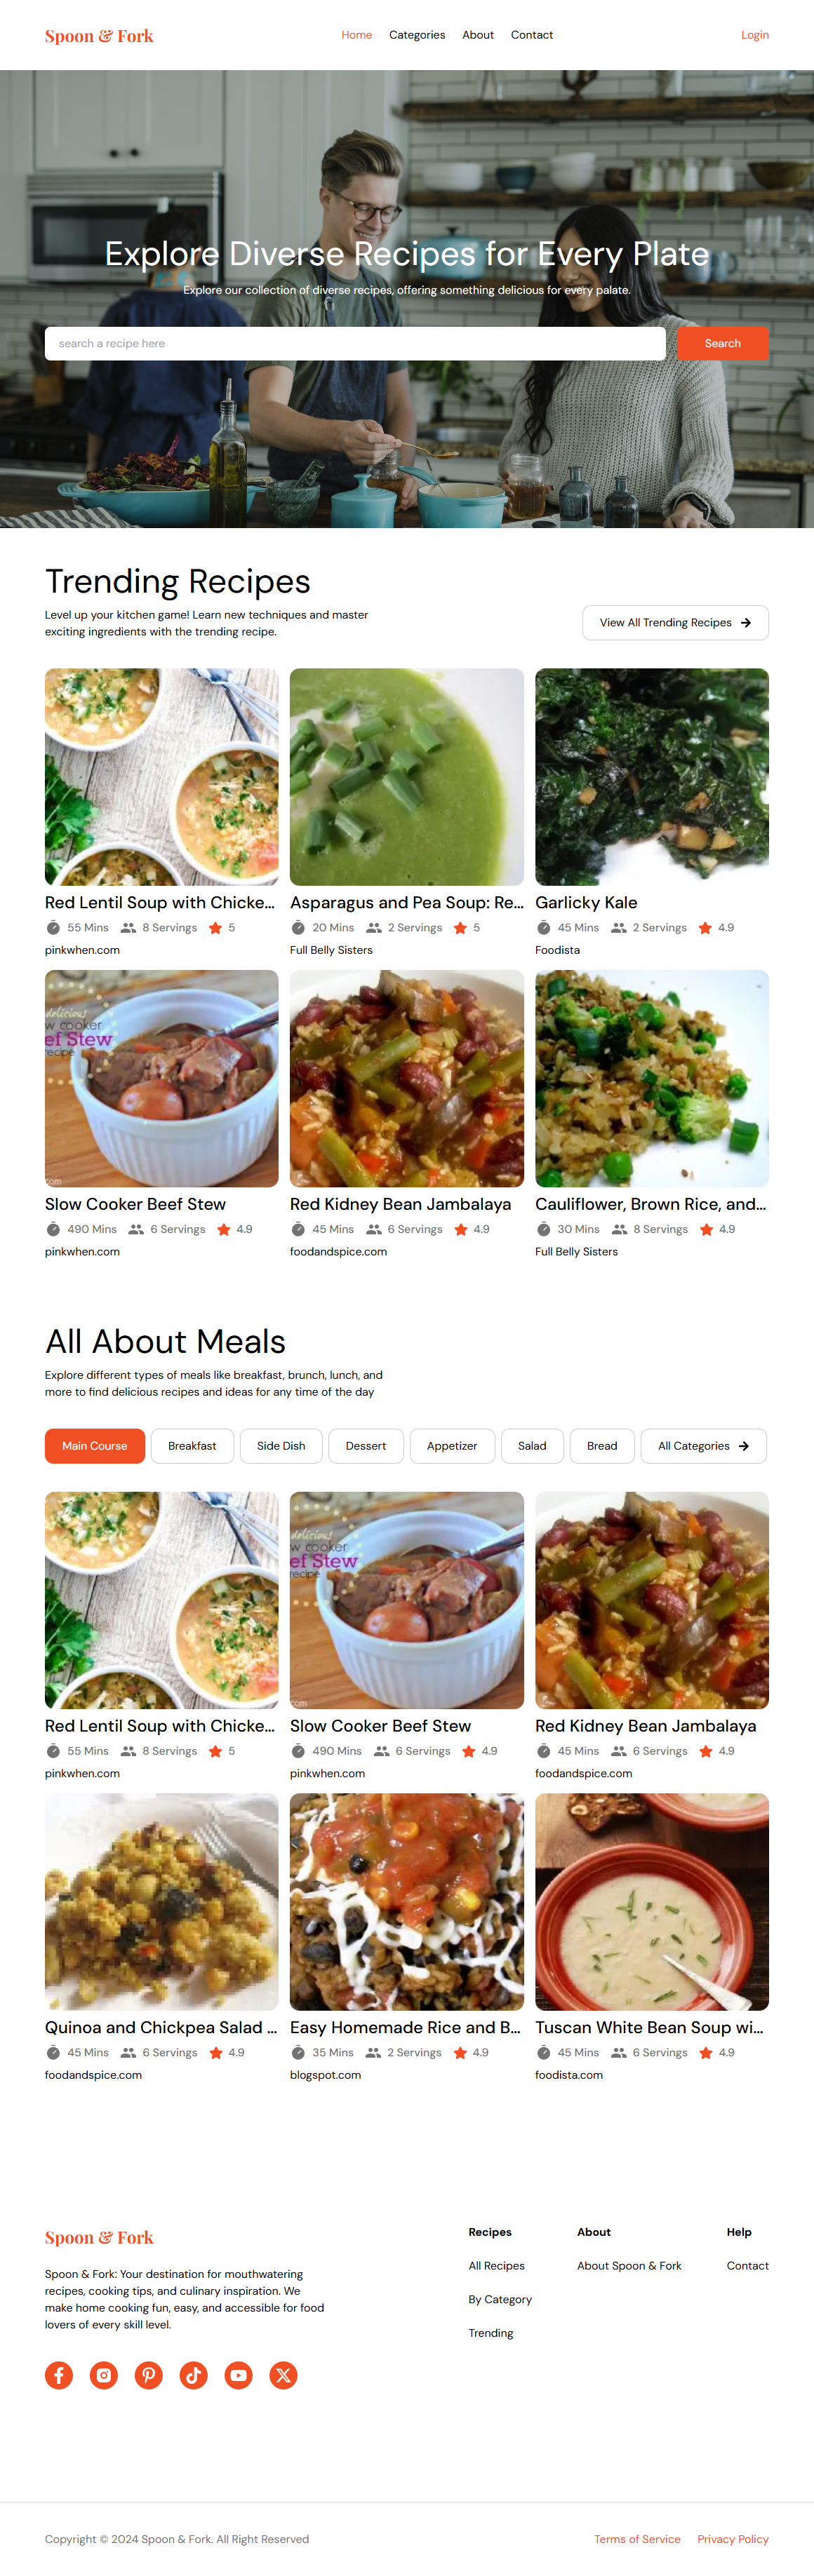 Spoon & Fork
Home Categories About Contact
Login
Explore Diverse Recipes for Every Plate
Explore our collection of diverse recipes, offering something delicious for every palate.
search a recipe here
Search
Trending Recipes
Level up your kitchen game! Learn new techniques and master
exciting ingredients with the trending recipe.
View All Trending Recipes
Red Lentil Soup with Chicke...
55 Mins 8 Servings 5
pinkwhen.com
Asparagus and Pea Soup: Re...
20 Mins 2 Servings 5
Full Belly Sisters
Garlicky Kale
45 Mins 2 Servings 4.9
Foodista
delicious
w cooker
ef Stew
recipe
com
Slow Cooker Beef Stew
490 Mins 6 Servings 4.9
pinkwhen.com
Red Kidney Bean Jambalaya
45 Mins 6 Servings 4.9
foodandspice.com
Cauliflower, Brown Rice, and...
30 Mins 8 Servings 4.9
Full Belly Sisters
All About Meals
Explore different types of meals like breakfast, brunch, lunch, and
more to find delicious recipes and ideas for any time of the day
Main Course Breakfast Side Dish Dessert Appetizer Salad Bread All Categories
Red Lentil Soup with Chicke...
55 Mins 8 Servings 5
pinkwhen.com
delicious
w cooker
ef Stew
recipe
com
Slow Cooker Beef Stew
490 Mins 6 Servings 4.9
pinkwhen.com
Red Kidney Bean Jambalaya
45 Mins 6 Servings 4.9
foodandspice.com
Quinoa and Chickpea Salad ...
45 Mins 6 Servings 4.9
foodandspice.com
Easy Homemade Rice and B...
35 Mins 2 Servings 4.9
blogspot.com
Tuscan White Bean Soup wi...
45 Mins 6 Servings 4.9
foodista.com
Spoon & Fork
Spoon & Fork: Your destination for mouthwatering
recipes, cooking tips, and culinary inspiration. We
make home cooking fun, easy, and accessible for food
lovers of every skill level.
Recipes
All Recipes
By Category
Trending
About
About Spoon & Fork
Help
Contact
Copyright © 2024 Spoon & Fork. All Right Reserved
Terms of Service Privacy Policy